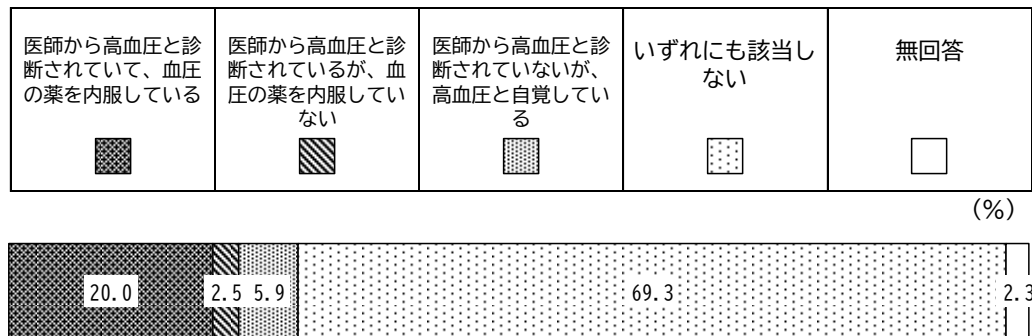 医師から高血圧と診
断されていて、血圧
の薬を内服している
医師から高血圧と診
断されているが、血
圧の薬を内服してい
ない
医師から高血圧と診
断されていないが、
高血圧と自覚してい
る
いずれにも該当し
ない
無回答
(%)
20.0
2.5
5.9
69.3
2.3